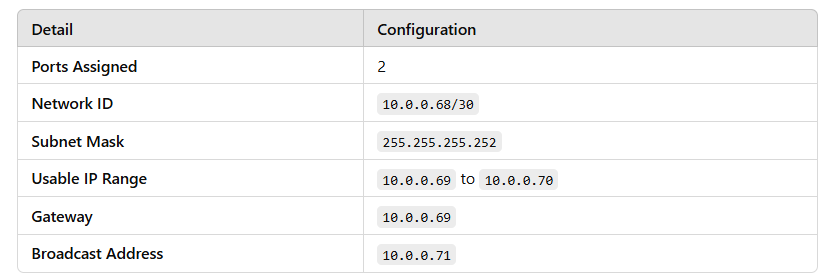 Detail Configuration
Ports Assigned 2
Network ID 10.0.0.68/30
Subnet Mask 255.255.255.252
Usable IP Range 10.0.0.69 to 10.0.0.70
Gateway 10.0.0.69
Broadcast Address 10.0.0.71